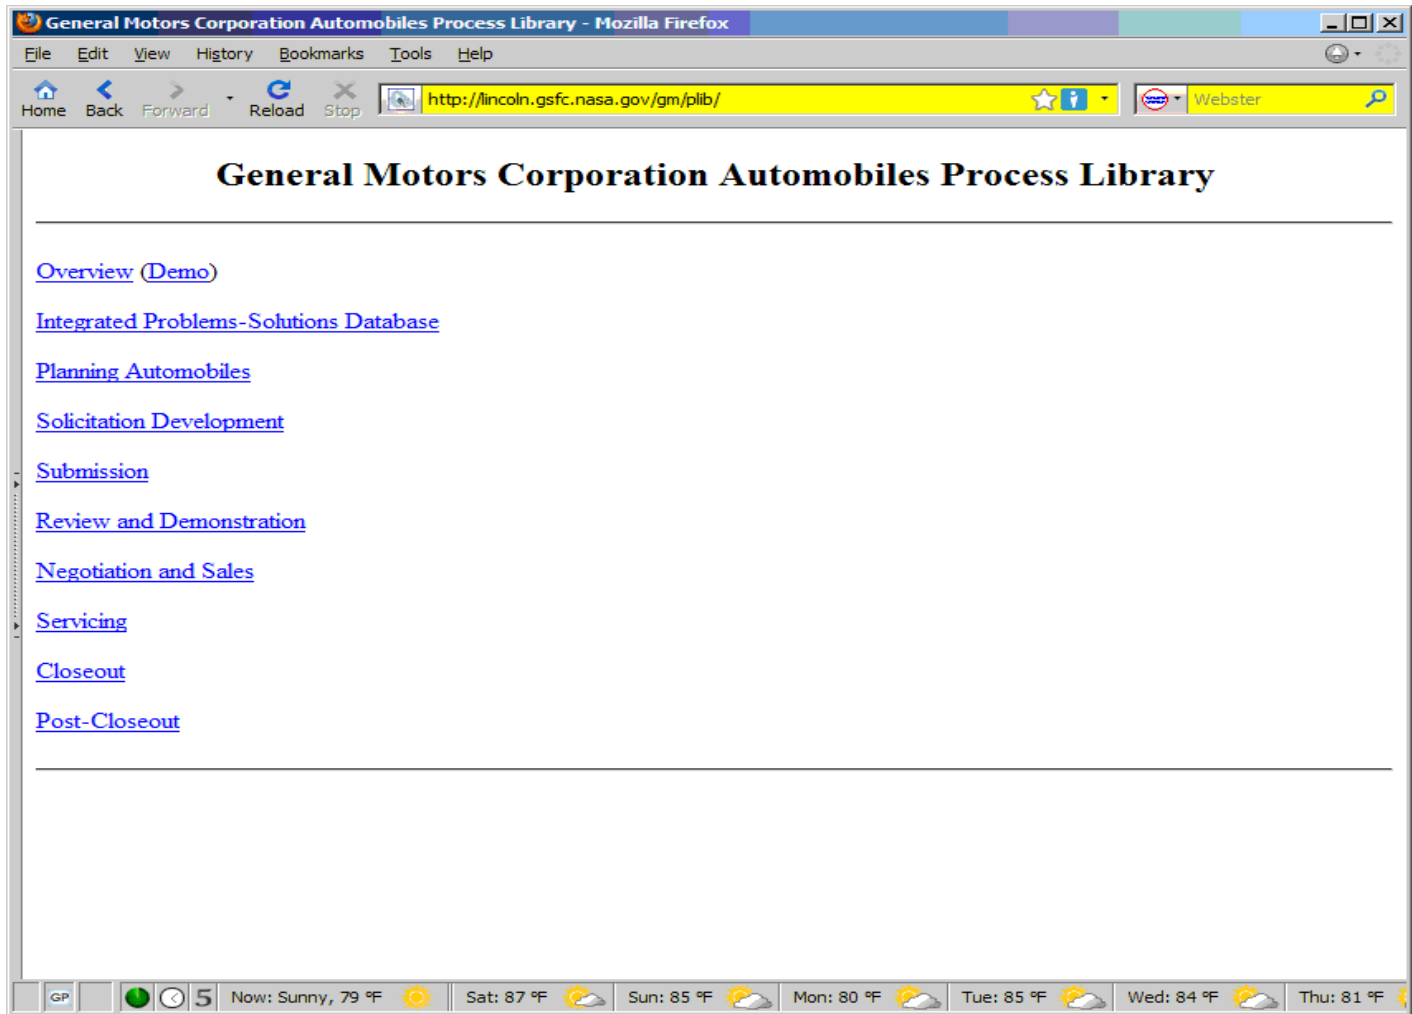 General Motors Corporation Automobiles Process Library - Mozilla Firefox
File Edit View History Bookmarks Tools Help
Home Back Forward Reload Stop http://lincoln.gsfc.nasa.gov/gm/plib/ Webster
General Motors Corporation Automobiles Process Library
Overview (Demo)
Integrated Problems-Solutions Database
Planning Automobiles
Solicitation Development
Submission
Review and Demonstration
Negotiation and Sales
Servicing
Closeout
Post-Closeout
GP 5 Now: Sunny, 79 °F Sat: 87 °F Sun: 85 °F Mon: 80 °F Tue: 85 °F Wed: 84 °F Thu: 81 °F